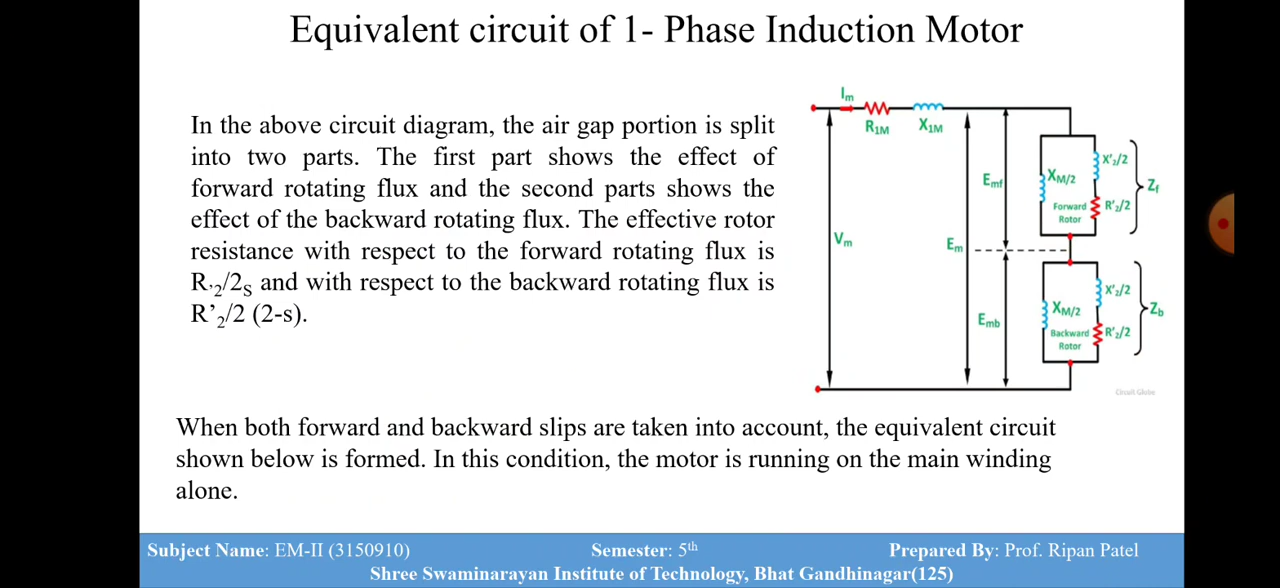 Equivalent circuit of 1- Phase Induction Motor
In the above circuit diagram, the air gap portion is split
into two parts. The first part shows the effect of
forward rotating flux and the second parts shows the
effect of the backward rotating flux. The effective rotor
resistance with respect to the forward rotating flux is
R'₂/2s and with respect to the backward rotating flux is
R’₂/2 (2-s).
Im
R1M
X1M
Vm
Em
Emf
Emb
XM/2
X'₂/2
R'₂/2
Forward
Rotor
Zf
XM/2
X'₂/2
R'₂/2
Backward
Rotor
Zb
Circuit Globe
When both forward and backward slips are taken into account, the equivalent circuit
shown below is formed. In this condition, the motor is running on the main winding
alone.
Subject Name: EM-II (3150910) Semester: 5th Prepared By: Prof. Ripan Patel
Shree Swaminarayan Institute of Technology, Bhat Gandhinagar(125)